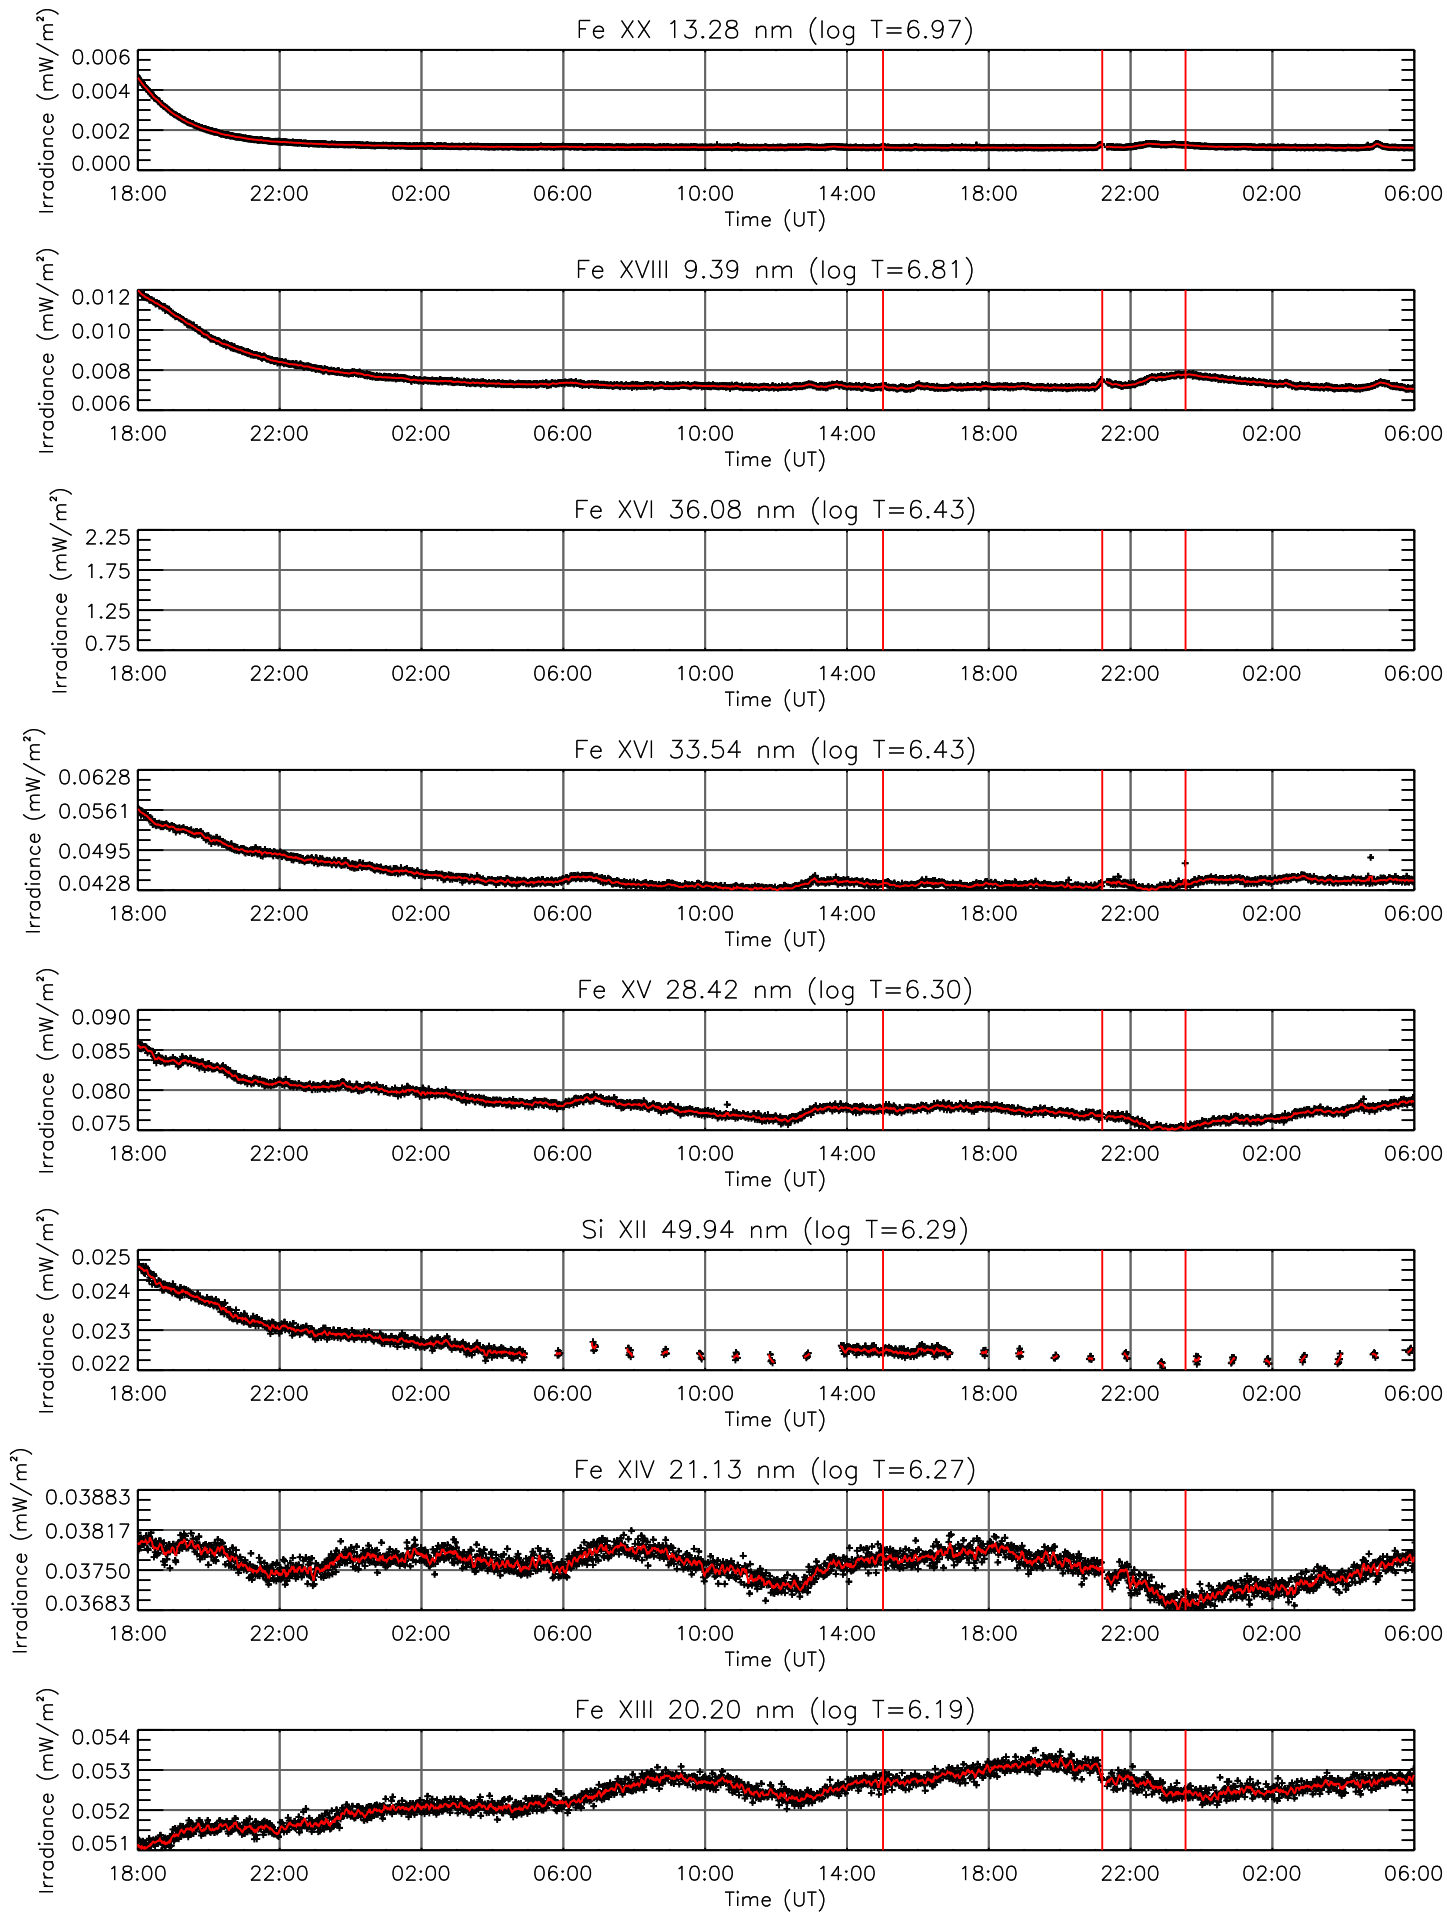 Fe XX 13.28 nm (log T=6.97)
Irradiance (mW/m²)
0.006
0.004
0.002
0.000
18:00 22:00 02:00 06:00 10:00 14:00 18:00 22:00 02:00 06:00
Time (UT)
Fe XVIII 9.39 nm (log T=6.81)
Irradiance (mW/m²)
0.012
0.010
0.008
0.006
18:00 22:00 02:00 06:00 10:00 14:00 18:00 22:00 02:00 06:00
Time (UT)
Fe XVI 36.08 nm (log T=6.43)
Irradiance (mW/m²)
2.25
1.75
1.25
0.75
18:00 22:00 02:00 06:00 10:00 14:00 18:00 22:00 02:00 06:00
Time (UT)
Fe XVI 33.54 nm (log T=6.43)
Irradiance (mW/m²)
0.0628
0.0561
0.0495
0.0428
18:00 22:00 02:00 06:00 10:00 14:00 18:00 22:00 02:00 06:00
Time (UT)
Fe XV 28.42 nm (log T=6.30)
Irradiance (mW/m²)
0.090
0.085
0.080
0.075
18:00 22:00 02:00 06:00 10:00 14:00 18:00 22:00 02:00 06:00
Time (UT)
Si XII 49.94 nm (log T=6.29)
Irradiance (mW/m²)
0.025
0.024
0.023
0.022
18:00 22:00 02:00 06:00 10:00 14:00 18:00 22:00 02:00 06:00
Time (UT)
Fe XIV 21.13 nm (log T=6.27)
Irradiance (mW/m²)
0.03883
0.03817
0.03750
0.03683
18:00 22:00 02:00 06:00 10:00 14:00 18:00 22:00 02:00 06:00
Time (UT)
Fe XIII 20.20 nm (log T=6.19)
Irradiance (mW/m²)
0.054
0.053
0.052
0.051
18:00 22:00 02:00 06:00 10:00 14:00 18:00 22:00 02:00 06:00
Time (UT)